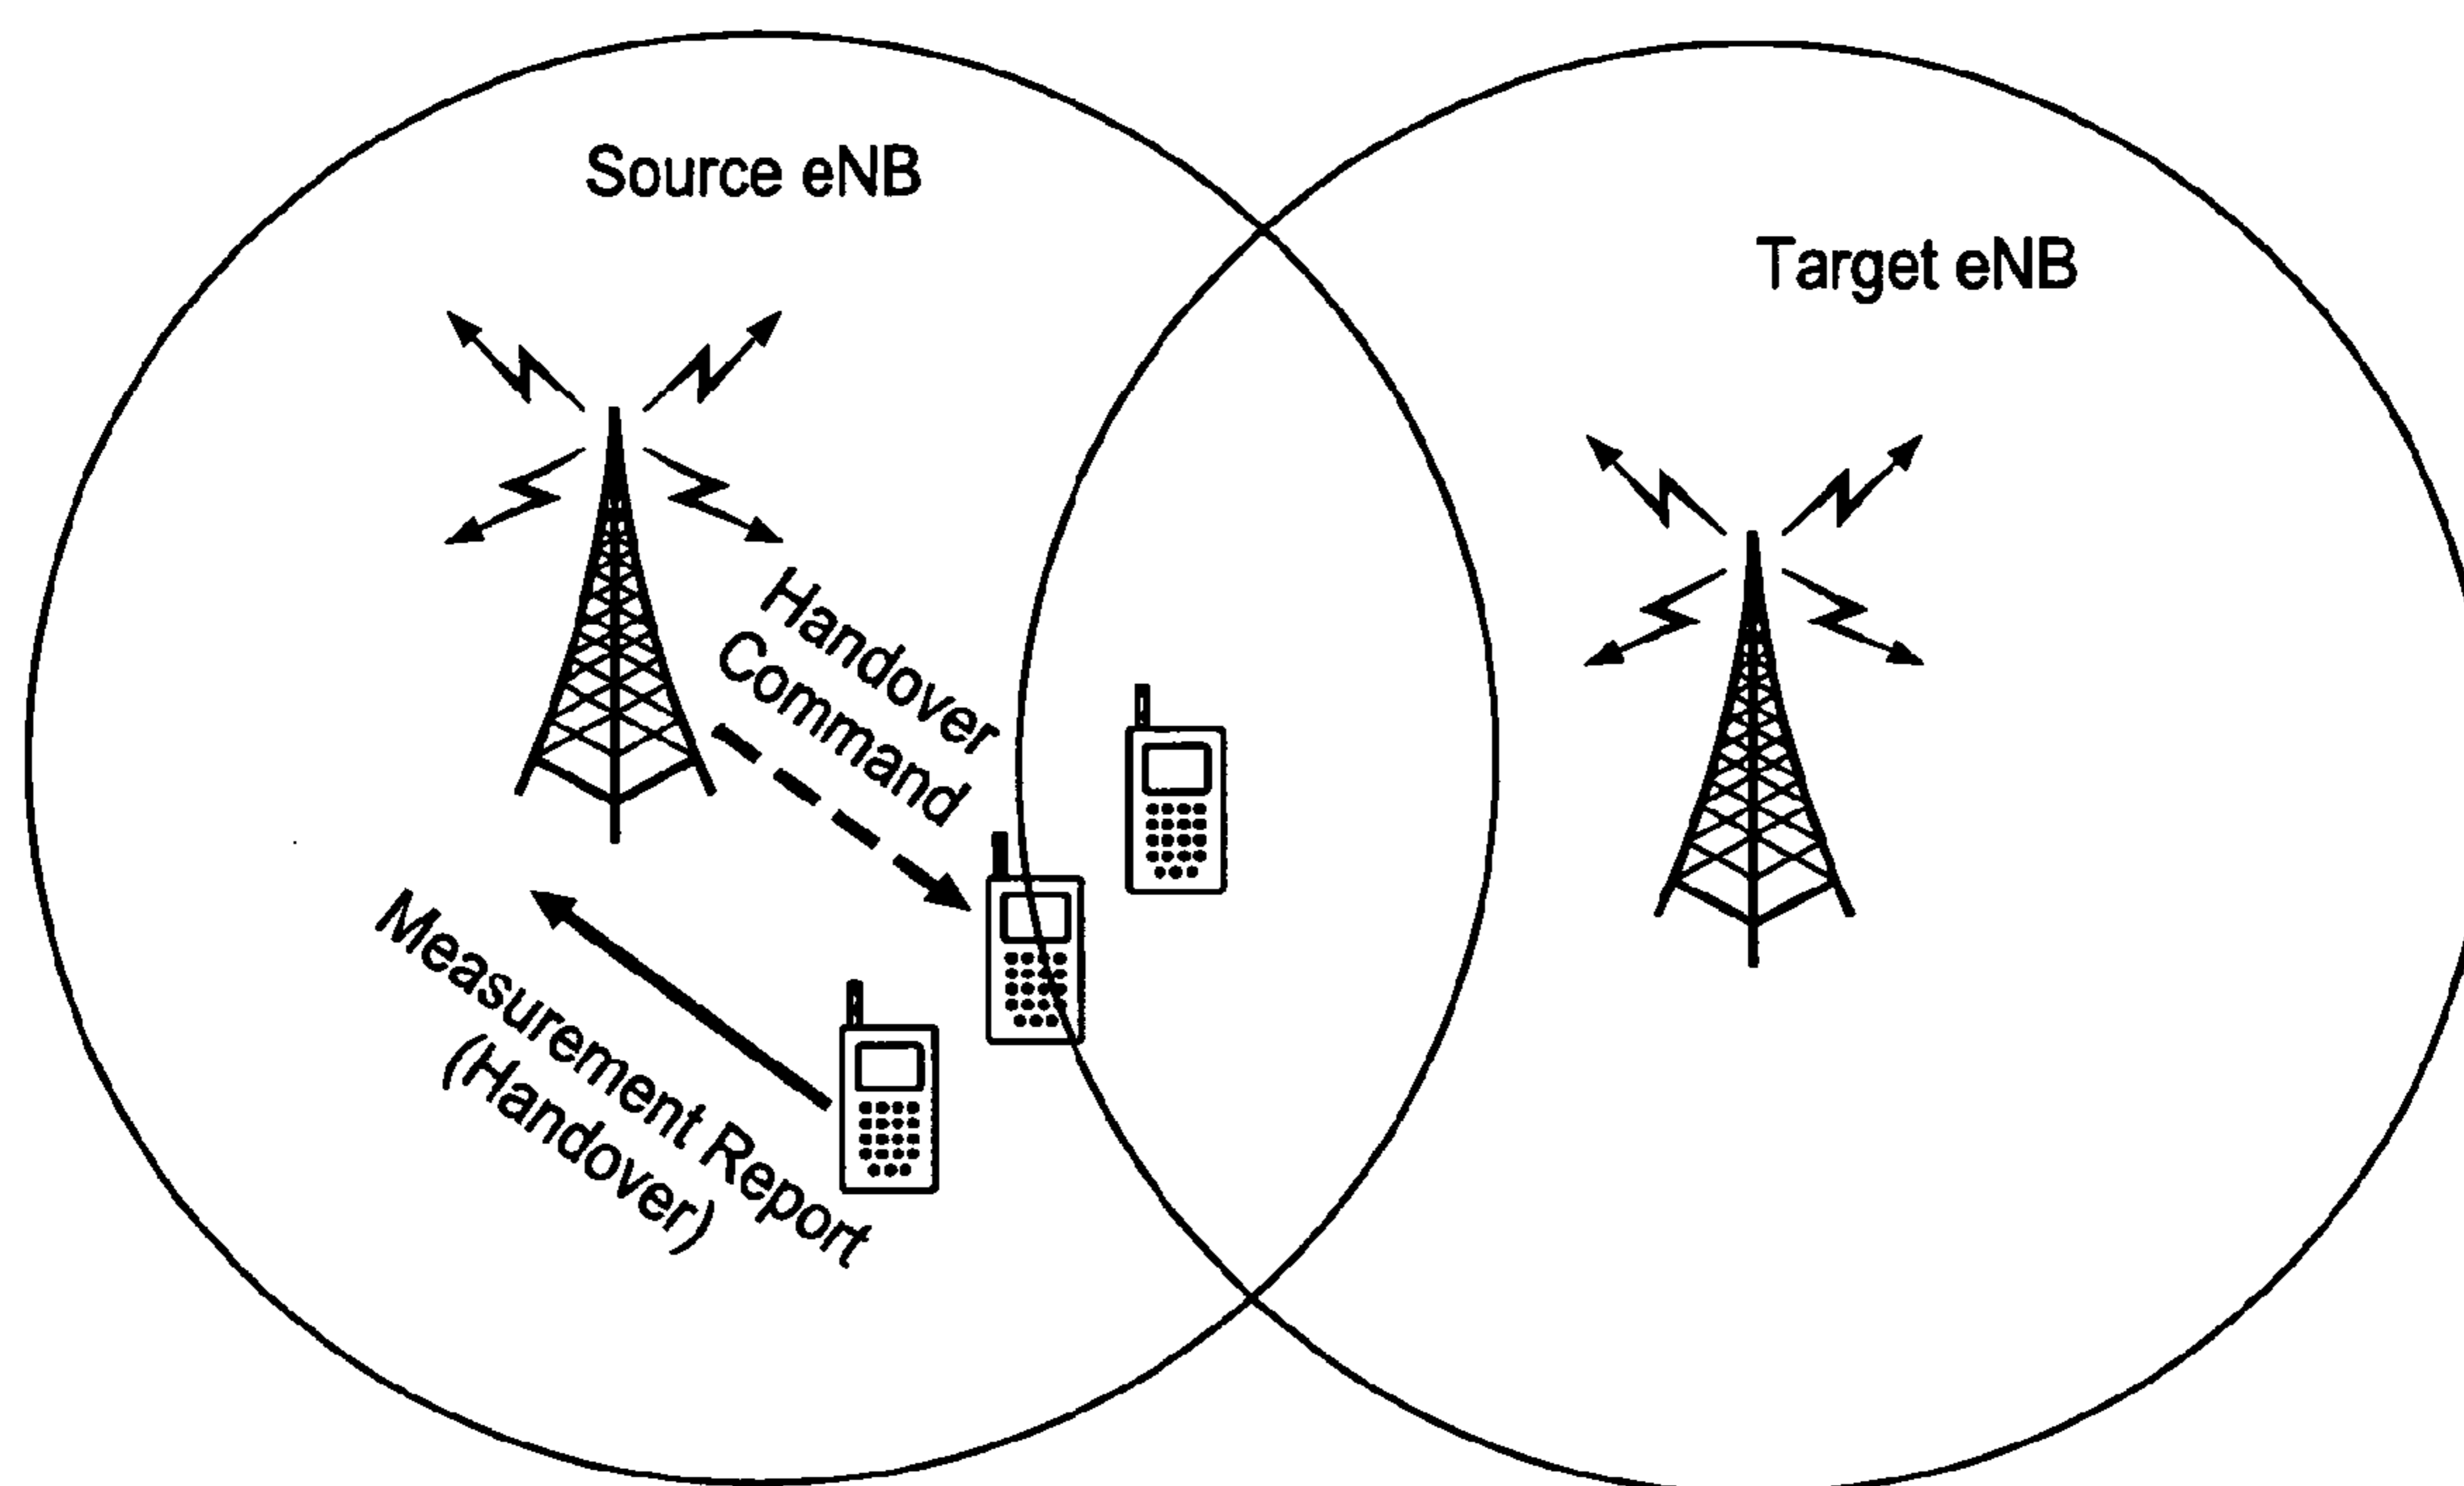 Source eNB
Target eNB
Handover
Command
Measurement Report
(Handover)